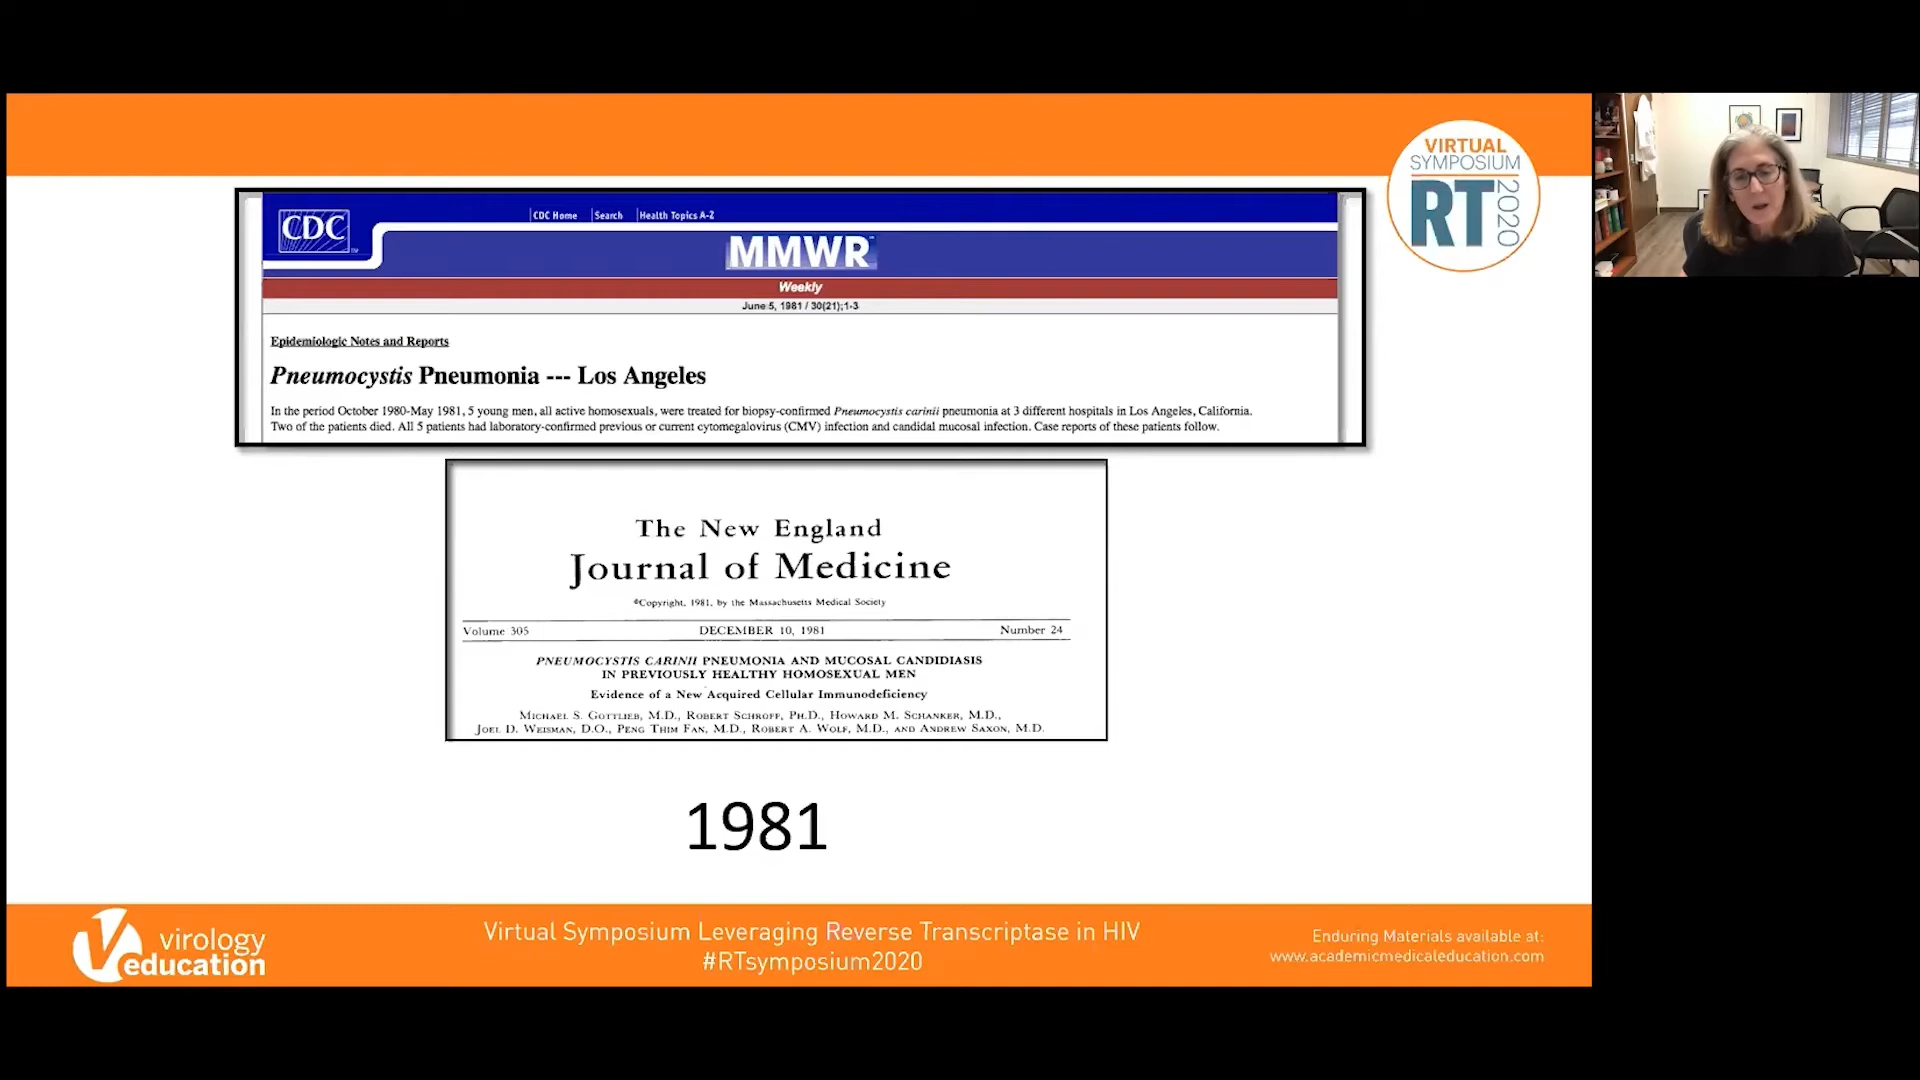 VIRTUAL
SYMPOSIUM
RT
2020
CDC
CDC Home
Search
Health Topics A-Z
MMWR
Weekly
June 5, 1981 / 30(21);1-3
Epidemiologic Notes and Reports
Pneumocystis Pneumonia --- Los Angeles
In the period October 1980-May 1981, 5 young men, all active homosexuals, were treated for biopsy-confirmed Pneumocystis carinii pneumonia at 3 different hospitals in Los Angeles, California.
Two of the patients died. All 5 patients had laboratory-confirmed previous or current cytomegalovirus (CMV) infection and candidal mucosal infection. Case reports of these patients follow.
The New England
Journal of Medicine
©Copyright, 1981, by the Massachusetts Medical Society
Volume 305 DECEMBER 10, 1981 Number 24
PNEUMOCYSTIS CARINII PNEUMONIA AND MUCOSAL CANDIDIASIS
IN PREVIOUSLY HEALTHY HOMOSEXUAL MEN
Evidence of a New Acquired Cellular Immunodeficiency
MICHAEL S. GOTTLIEB, M.D., ROBERT SCHROFF, PH.D., HOWARD M. SCHANKER, M.D.,
JOEL D. WEISMAN, D.O., PENG THIM FAN, M.D., ROBERT A. WOLF, M.D., AND ANDREW SAXON, M.D.
1981
virology
education
Virtual Symposium Leveraging Reverse Transcriptase in HIV
#RTsymposium2020
Enduring Materials available at:
www.academicmedicaleducation.com